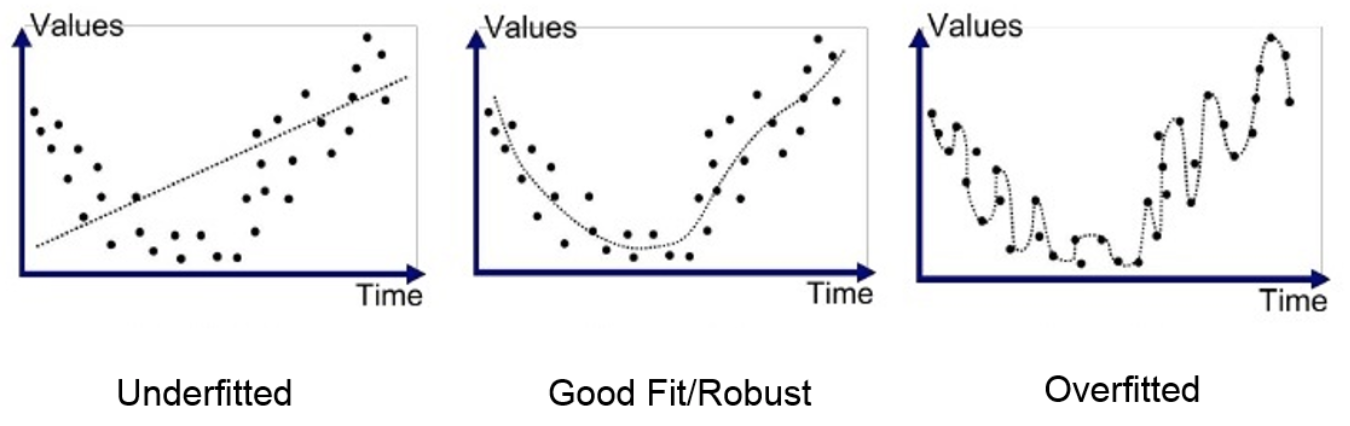 Values
Time
Underfitted
Values
Time
Good Fit/Robust
Values
Time
Overfitted